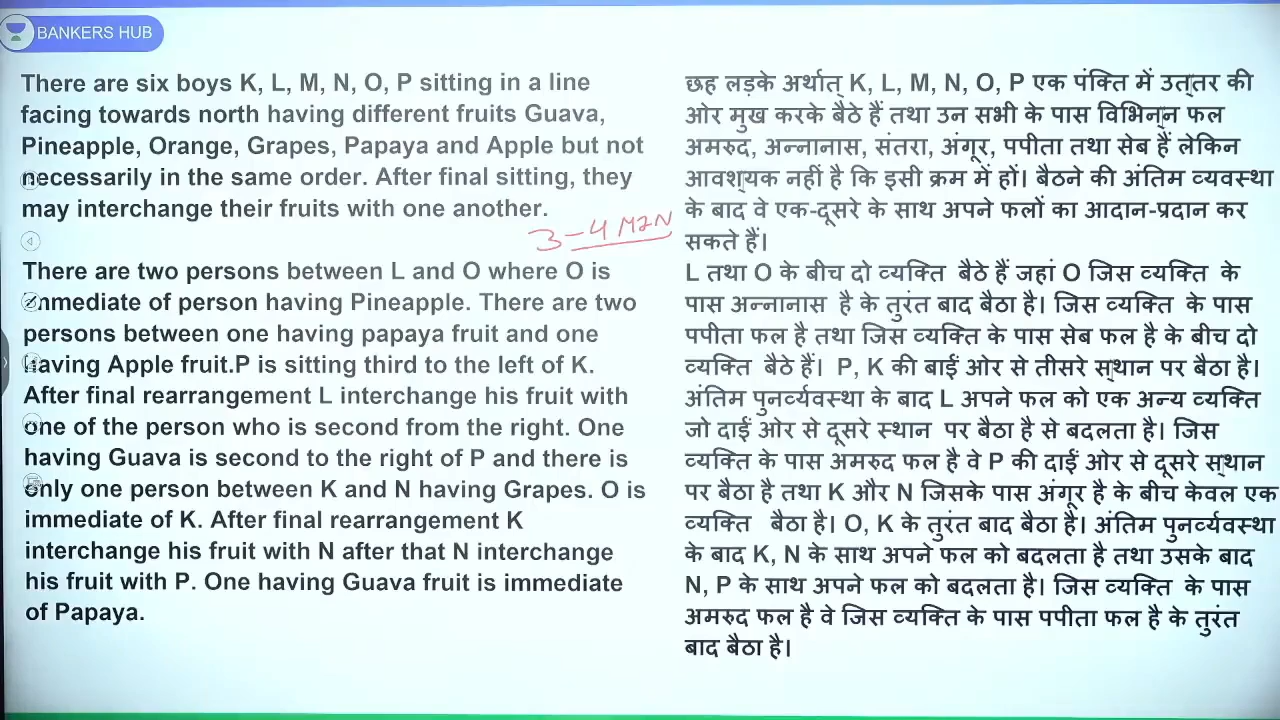 BANKERS HUB
There are six boys K, L, M, N, O, P sitting in a line
facing towards north having different fruits Guava,
Pineapple, Orange, Grapes, Papaya and Apple but not
necessarily in the same order. After final sitting, they
may interchange their fruits with one another.
3-4 MIN
There are two persons between L and O where O is
immediate of person having Pineapple. There are two
persons between one having papaya fruit and one
having Apple fruit.P is sitting third to the left of K.
After final rearrangement L interchange his fruit with
one of the person who is second from the right. One
having Guava is second to the right of P and there is
only one person between K and N having Grapes. O is
immediate of K. After final rearrangement K
interchange his fruit with N after that N interchange
his fruit with P. One having Guava fruit is immediate
of Papaya.
छह लड़के अर्थात् K, L, M, N, O, P एक पंक्ति में उत्तर की
ओर मुख करके बैठे हैं तथा उन सभी के पास विभिन्न फल
अमरुद, अन्नानास, संतरा, अंगूर, पपीता तथा सेब हैं लेकिन
आवश्यक नहीं है कि इसी क्रम में हों। बैठने की अंतिम व्यवस्था
के बाद वे एक-दूसरे के साथ अपने फलों का आदान-प्रदान कर
सकते हैं।
L तथा O के बीच दो व्यक्ति बैठे हैं जहां O जिस व्यक्ति के
पास अन्नानास है के तुरंत बाद बैठा है। जिस व्यक्ति के पास
पपीता फल है तथा जिस व्यक्ति के पास सेब फल है के बीच दो
व्यक्ति बैठे हैं। P, K की बाईं ओर से तीसरे स्थान पर बैठा है।
अंतिम पुनर्व्यवस्था के बाद L अपने फल को एक अन्य व्यक्ति
जो दाईं ओर से दूसरे स्थान पर बैठा है से बदलता है। जिस
व्यक्ति के पास अमरुद फल है वे P की दाईं ओर से दूसरे स्थान
पर बैठा है तथा K और N जिसके पास अंगूर है के बीच केवल एक
व्यक्ति बैठा है। O, K के तुरंत बाद बैठा है। अंतिम पुनर्व्यवस्था
के बाद K, N के साथ अपने फल को बदलता है तथा उसके बाद
N, P के साथ अपने फल को बदलता है। जिस व्यक्ति के पास
अमरुद फल है वे जिस व्यक्ति के पास पपीता फल है के तुरंत
बाद बैठा है।